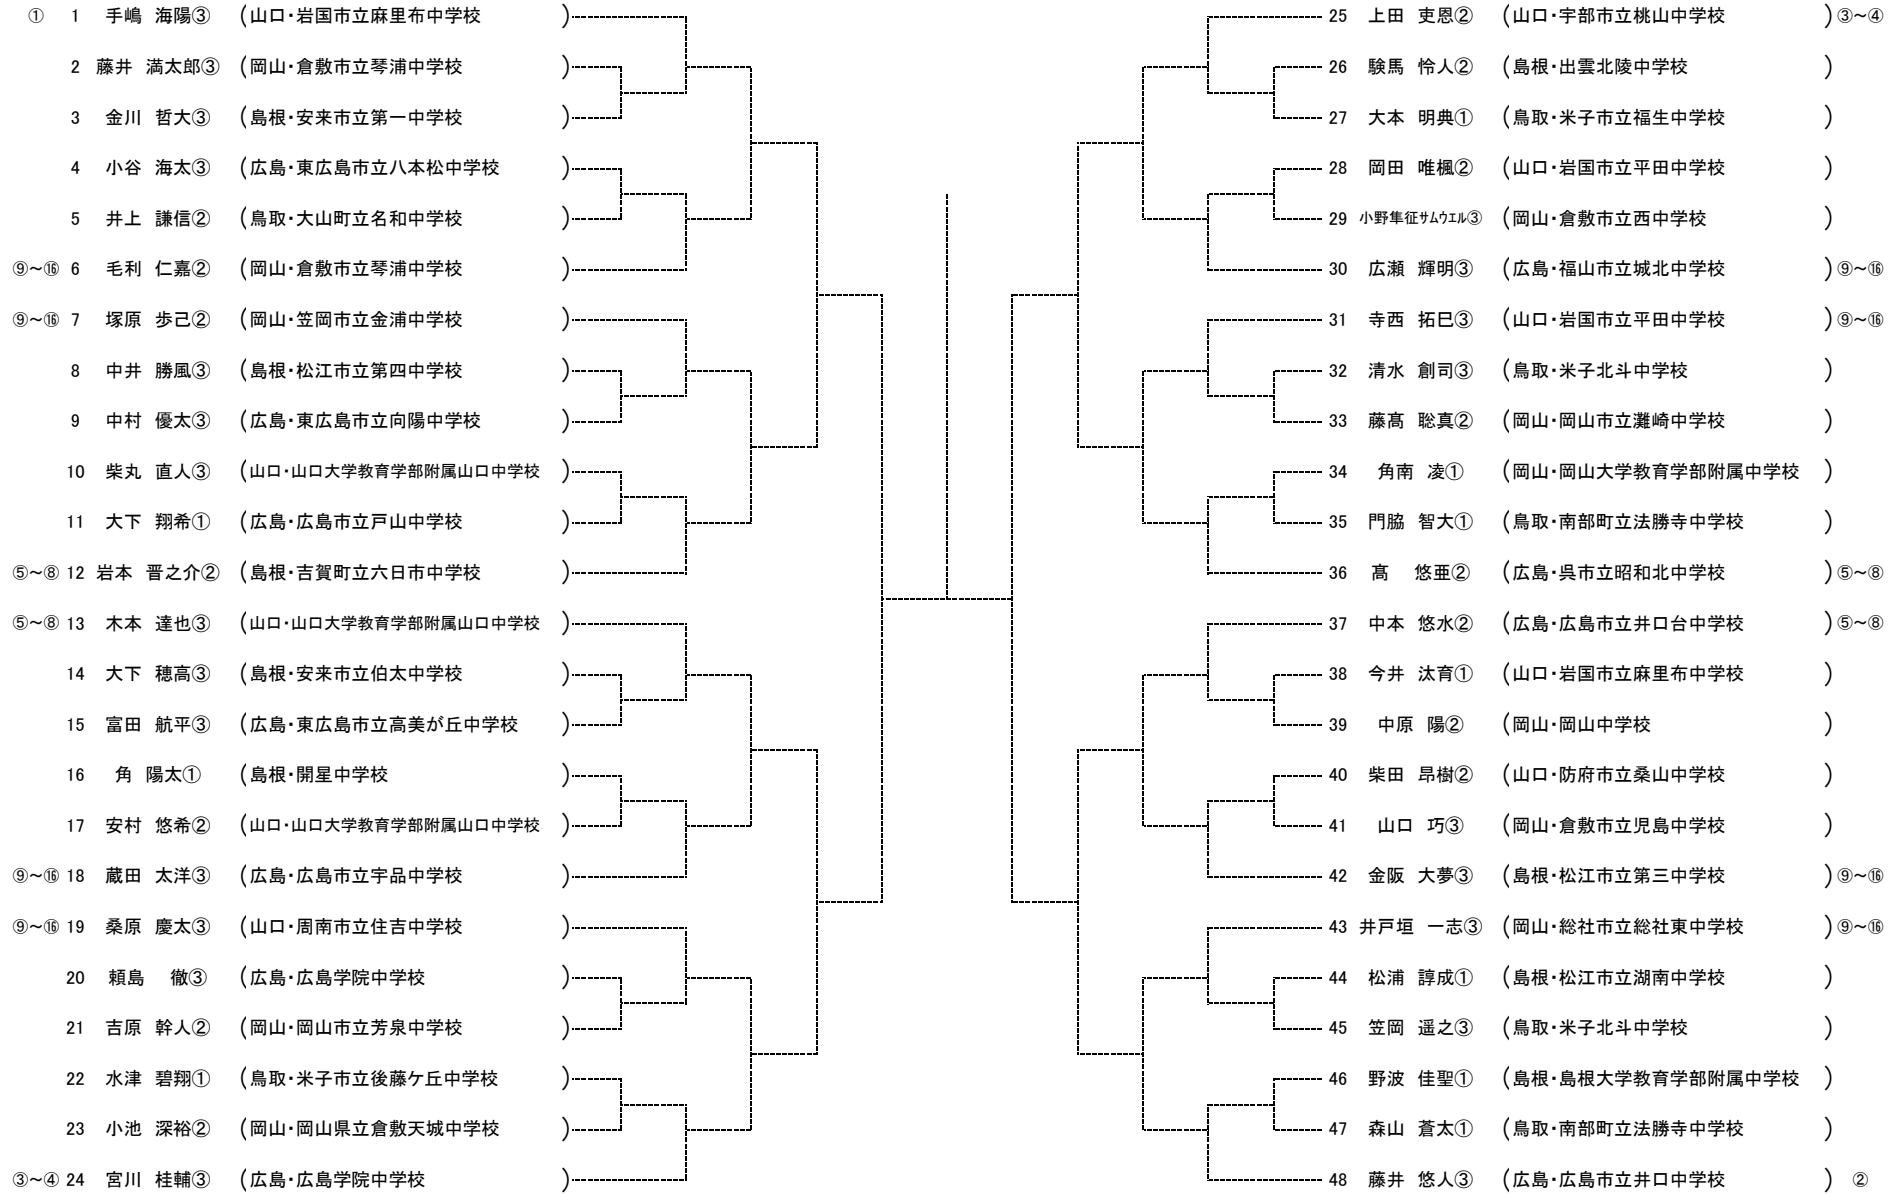 ① 1 手嶋 海陽③ (山口・岩国市立麻里布中学校 )
2 藤井 満太郎③ (岡山・倉敷市立琴浦中学校 )
3 金川 哲大③ (島根・安来市立第一中学校 )
4 小谷 海太③ (広島・東広島市立八本松中学校 )
5 井上 謙信② (鳥取・大山町立名和中学校 )
⑨～⑯ 6 毛利 仁嘉② (岡山・倉敷市立琴浦中学校 )
⑨～⑯ 7 塚原 歩己② (岡山・笠岡市立金浦中学校 )
8 中井 勝風③ (島根・松江市立第四中学校 )
9 中村 優太③ (広島・東広島市立向陽中学校 )
10 柴丸 直人③ (山口・山口大学教育学部附属山口中学校 )
11 大下 翔希① (広島・広島市立戸山中学校 )
⑤～⑧ 12 岩本 晋之介② (島根・吉賀町立六日市中学校 )
⑤～⑧ 13 木本 達也③ (山口・山口大学教育学部附属山口中学校 )
14 大下 穂高③ (島根・安来市立伯太中学校 )
15 富田 航平③ (広島・東広島市立高美が丘中学校 )
16 角 陽太① (島根・開星中学校 )
17 安村 悠希② (山口・山口大学教育学部附属山口中学校 )
⑨～⑯ 18 蔵田 太洋③ (広島・広島市立宇品中学校 )
⑨～⑯ 19 桑原 慶太③ (山口・周南市立住吉中学校 )
20 頼島 徹③ (広島・広島学院中学校 )
21 吉原 幹人② (岡山・岡山市立芳泉中学校 )
22 水津 碧翔① (鳥取・米子市立後藤ケ丘中学校 )
23 小池 深裕② (岡山・岡山県立倉敷天城中学校 )
③～④ 24 宮川 桂輔③ (広島・広島学院中学校 )
25 上田 吏恩② (山口・宇部市立桃山中学校 ) ③～④
26 験馬 怜人② (島根・出雲北陵中学校 )
27 大本 明典① (鳥取・米子市立福生中学校 )
28 岡田 唯楓② (山口・岩国市立平田中学校 )
29 小野隼征サムウエル③ (岡山・倉敷市立西中学校 )
30 広瀬 輝明③ (広島・福山市立城北中学校 ) ⑨～⑯
31 寺西 拓巳③ (山口・岩国市立平田中学校 ) ⑨～⑯
32 清水 創司③ (鳥取・米子北斗中学校 )
33 藤髙 聡真② (岡山・岡山市立灘崎中学校 )
34 角南 凌① (岡山・岡山大学教育学部附属中学校 )
35 門脇 智大① (鳥取・南部町立法勝寺中学校 )
36 髙 悠亜② (広島・呉市立昭和北中学校 ) ⑤～⑧
37 中本 悠水② (広島・広島市立井口台中学校 ) ⑤～⑧
38 今井 汰育① (山口・岩国市立麻里布中学校 )
39 中原 陽② (岡山・岡山中学校 )
40 柴田 昂樹② (山口・防府市立桑山中学校 )
41 山口 巧③ (岡山・倉敷市立児島中学校 )
42 金阪 大夢③ (島根・松江市立第三中学校 ) ⑨～⑯
43 井戸垣 一志③ (岡山・総社市立総社東中学校 ) ⑨～⑯
44 松浦 諄成① (島根・松江市立湖南中学校 )
45 笠岡 遥之③ (鳥取・米子北斗中学校 )
46 野波 佳聖① (島根・島根大学教育学部附属中学校 )
47 森山 蒼太① (鳥取・南部町立法勝寺中学校 )
48 藤井 悠人③ (広島・広島市立井口中学校 ) ②